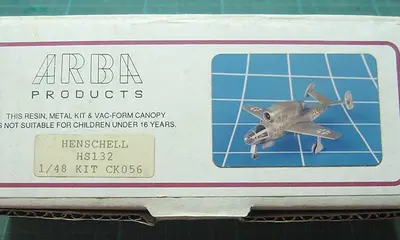 ARBA
PRODUCTS
THIS RESIN, METAL KIT & VAC-FORM CANOPY
IS NOT SUITABLE FOR CHILDREN UNDER 16 YEARS.
HENSCHELL
HS132
1/48 KIT CK056